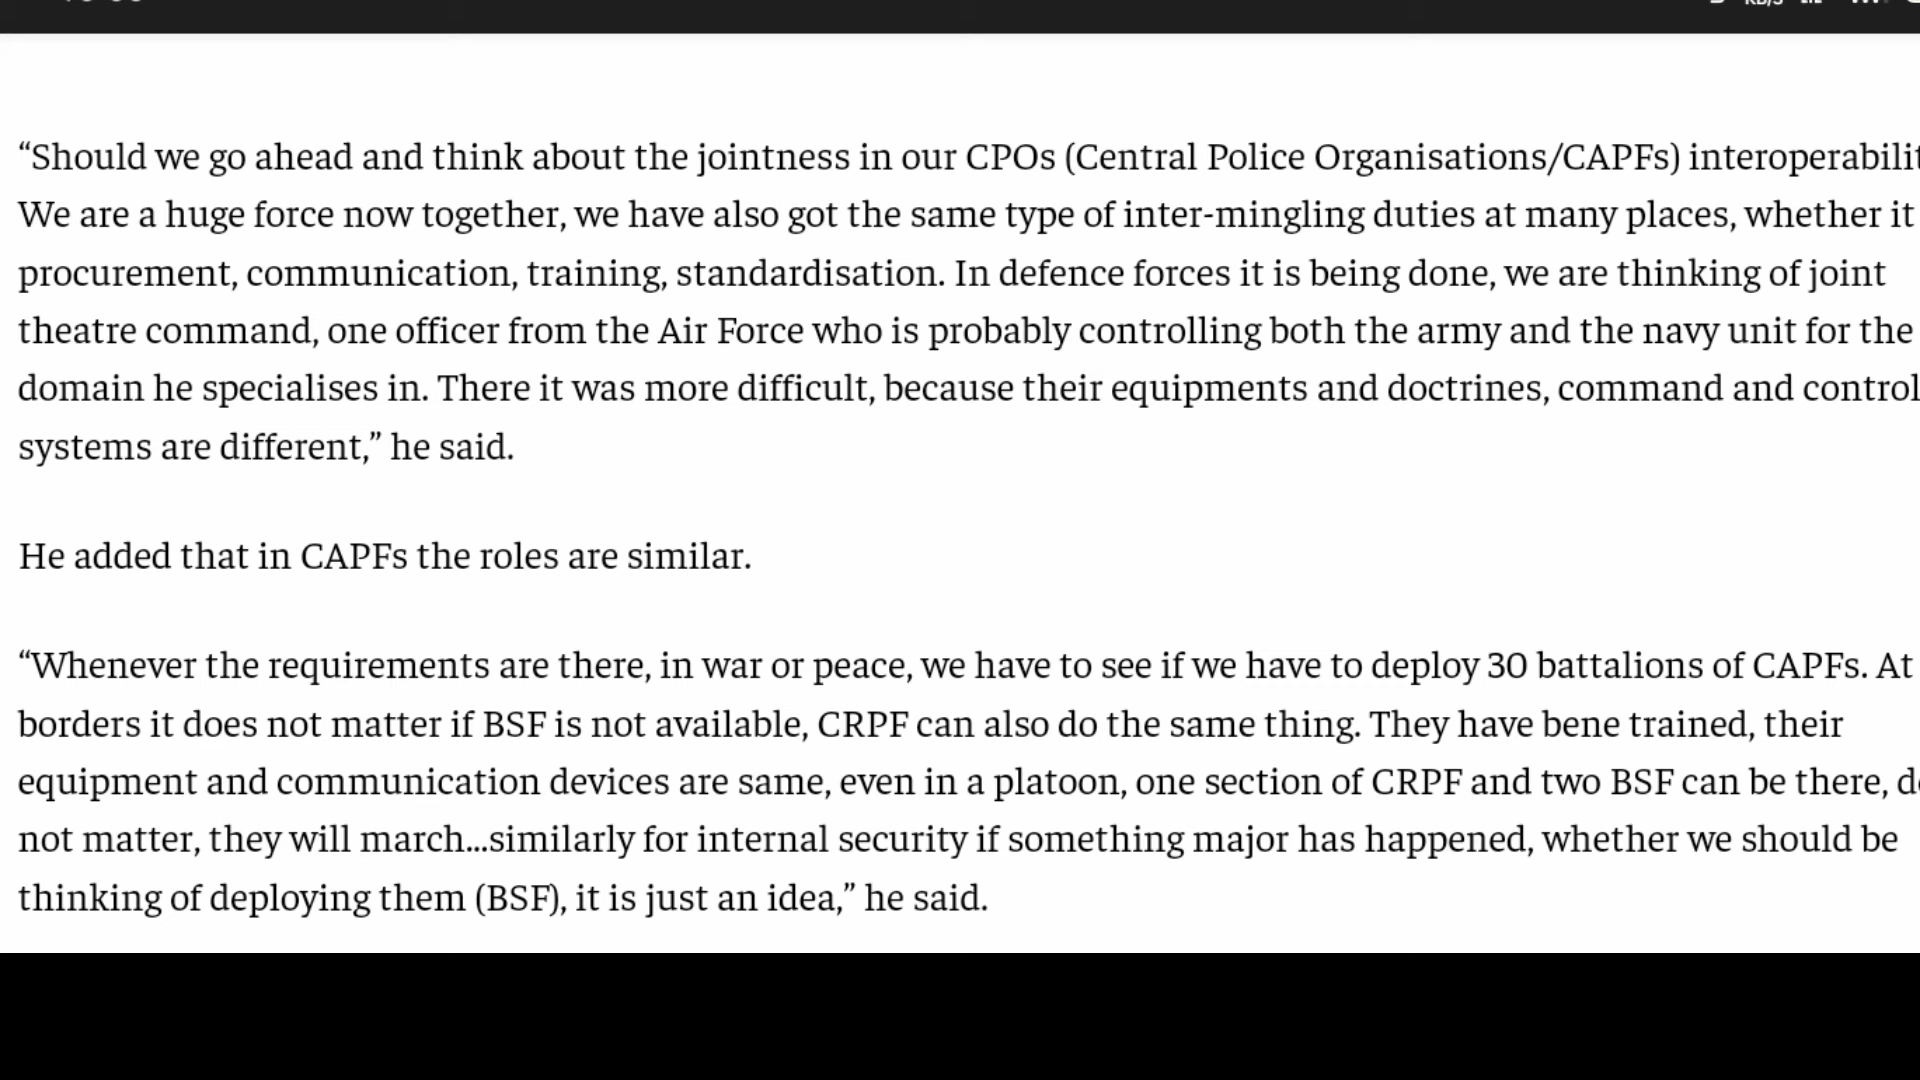 “Should we go ahead and think about the jointness in our CPOs (Central Police Organisations/CAPFs)
We are a huge force now together, we have also got the same type of inter-mingling duties at many places, whether it
procurement, communication, training, standardisation. In defence forces it is being done, we are thinking of joint
theatre command, one officer from the Air Force who is probably controlling both the army and the navy unit for the
domain he specialises in. There it was more difficult, because their equipments and doctrines, command and control
systems are different,” he said.
He added that in CAPFs the roles are similar.
“Whenever the requirements are there, in war or peace, we have to see if we have to deploy 30 battalions of CAPFs. At
borders it does not matter if BSF is not available, CRPF can also do the same thing. They have bene trained, their
equipment and communication devices are same, even in a platoon, one section of CRPF and two BSF can be there,
not matter, they will march...similarly for internal security if something major has happened, whether we should be
thinking of deploying them (BSF), it is just an idea,” he said.